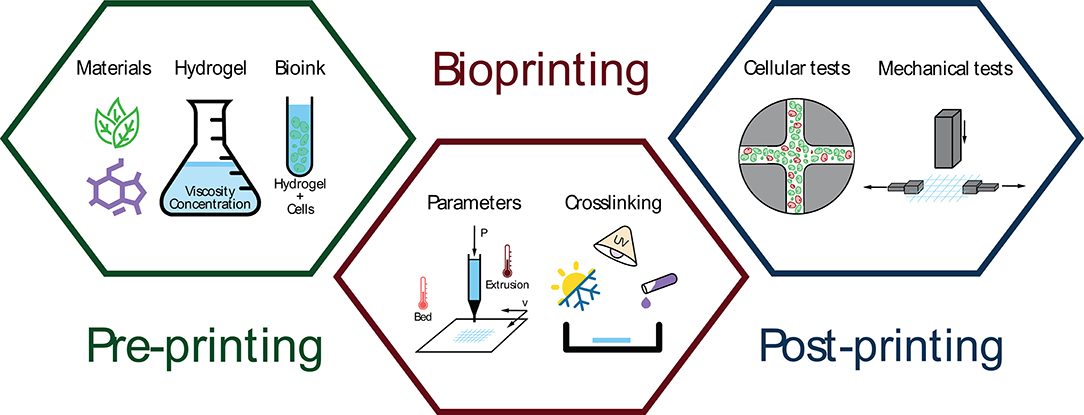 Materials
Hydrogel
Bioink
Viscosity
Concentration
Hydrogel
+
Cells
Pre-printing
Bioprinting
Parameters
Crosslinking
P
Extrusion
Bed
v
UV
Cellular tests
Mechanical tests
Post-printing